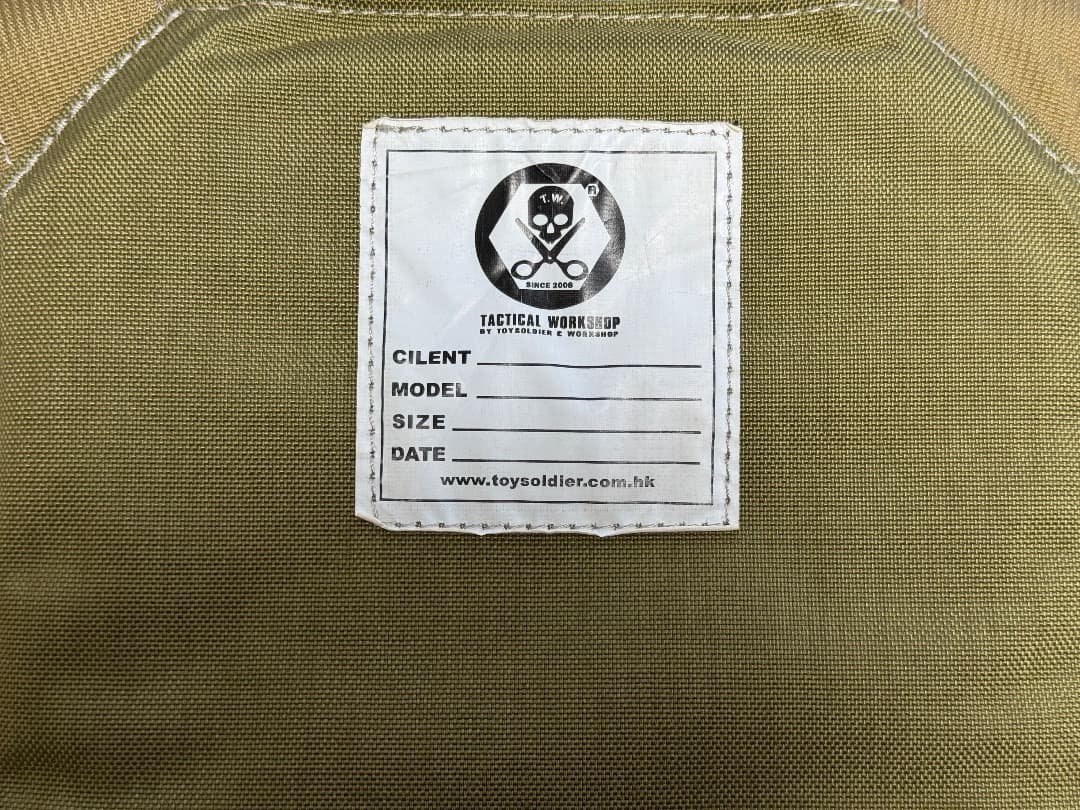 T.W.
®
SINCE 2006
TACTICAL WORKSHOP
BY TOYSOLDIER & WORKSHOP
CILENT
MODEL
SIZE
DATE
www.toysoldier.com.hk